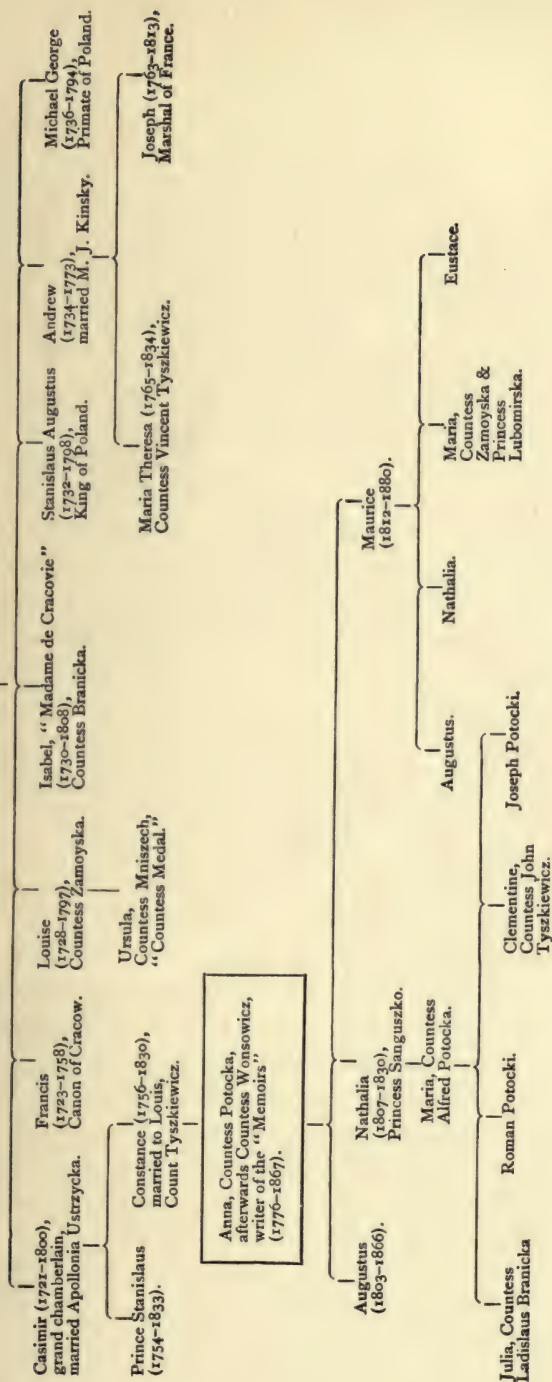 Casimir (1721–1800),
grand chamberlain,
married Apollonia Ustrzycka.
Francis
(1723–1758),
Canon of Cracow.
Louise
(1728–1797),
Countess Zamoyska.
Isabel, “ Madame de Cracovie”
(1730–1808),
Countess Branicka.
Stanislaus Augustus
(1732–1798),
King of Poland.
Andrew
(1734–1773),
married M. J. Kinsky.
Michael George
(1736–1794),
Primate of Poland.
Prince Stanislaus
(1754–1833).
Constance (1756–1830),
married to Louis,
Count Tyszkiewicz.
Ursula,
Countess Mniszech,
“Countess Medal.”
Maria Theresa (1765–1834),
Countess Vincent Tyszkiewicz.
Joseph (1763–1813),
Marshal of France.
Anna, Countess Potocka,
afterwards Countess Wonsowicz,
writer of the “Memoirs”
(1776–1867).
Augustus
(1803–1866).
Nathalia
(1807–1830),
Princess Sanguszko.
Maurice
(1812–1880).
Maria, Countess
Alfred Potocka.
Augustus.
Nathalia.
Maria,
Countess
Zamoyska &
Princess
Lubomirska.
Eustace.
Julia, Countess
Ladislaus Branicka
Roman Potocki.
Clementine,
Countess John
Tyszkiewicz.
Joseph Potocki.